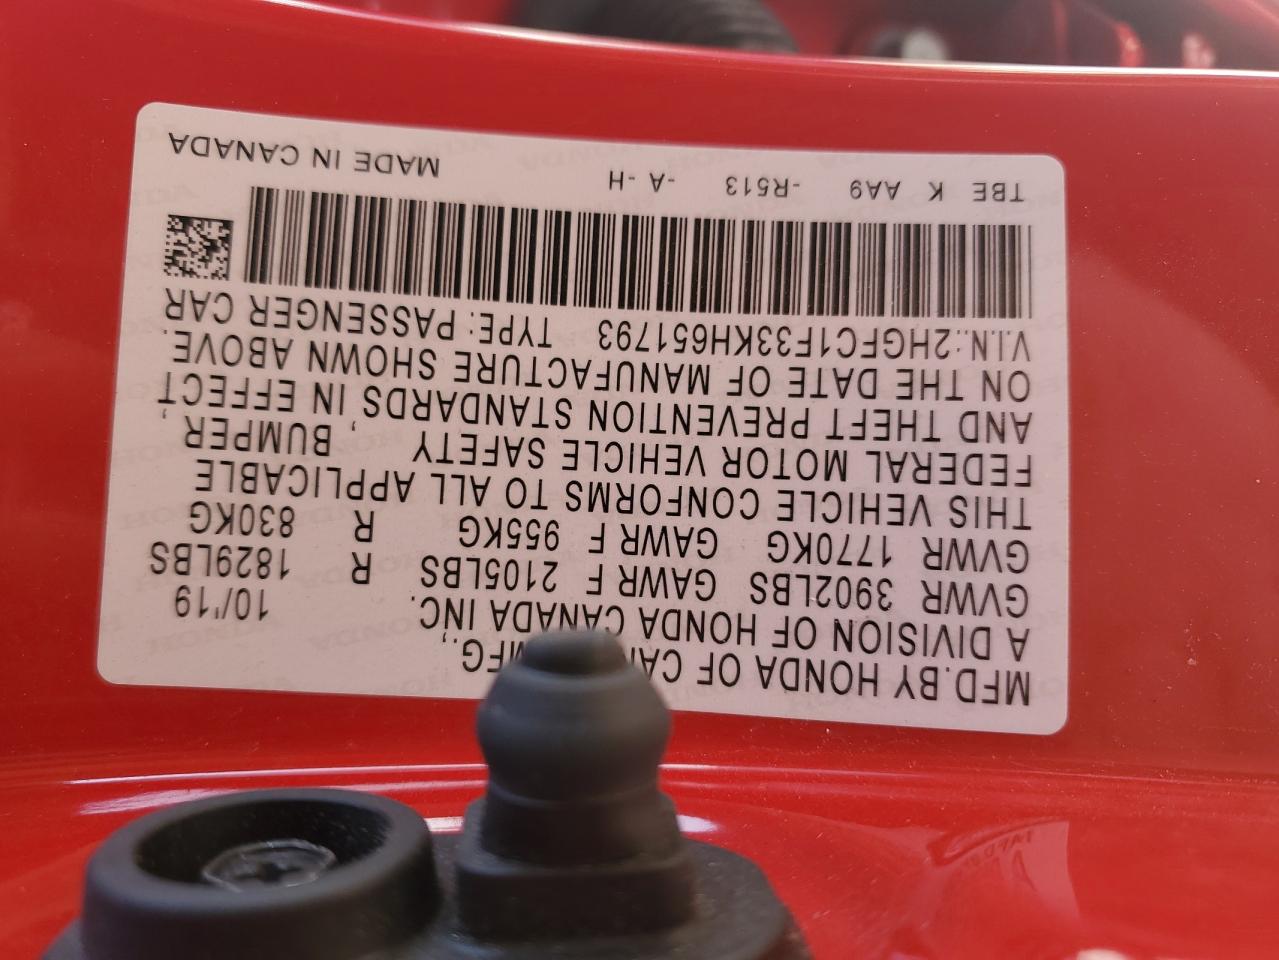 MFD.BY HONDA OF MFG.,
A DIVISION OF HONDA CANADA INC. 10/'19
GVWR 3902LBS GAWR F 2105LBS R 1829LBS
GVWR 1770KG GAWR F 955KG R 830KG
THIS VEHICLE CONFORMS TO ALL APPLICABLE
FEDERAL MOTOR VEHICLE SAFETY , BUMPER ,
AND THEFT PREVENTION STANDARDS IN EFFECT
ON THE DATE OF MANUFACTURE SHOWN ABOVE.
V.I.N.:2HGFC1F33KH651793 TYPE: PASSENGER CAR
TBE K AA9 -R513 -A -H MADE IN CANADA